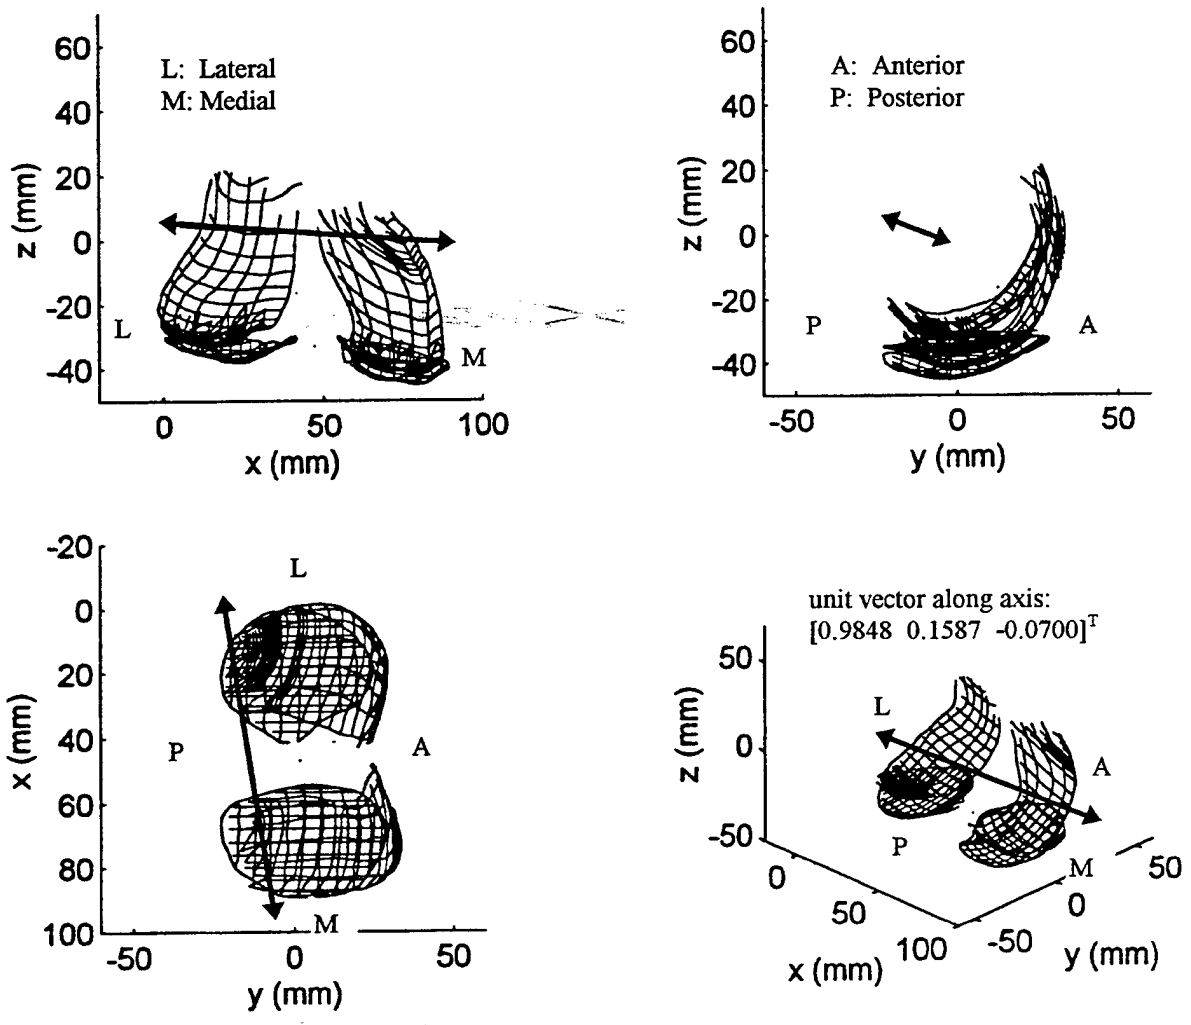 60
40
20
0
-20
-40
z (mm)
L: Lateral
M: Medial
L
M
0
50
100
x (mm)
60
40
20
0
-20
-40
z (mm)
A: Anterior
P: Posterior
P
A
-50
0
50
y (mm)
-20
0
20
40
60
80
100
x (mm)
L
P
A
M
-50
0
50
y (mm)
unit vector along axis:
[0.9848 0.1587 -0.0700]ᵀ
50
0
-50
z (mm)
L
A
P
M
0
50
100
x (mm)
-50
0
50
y (mm)